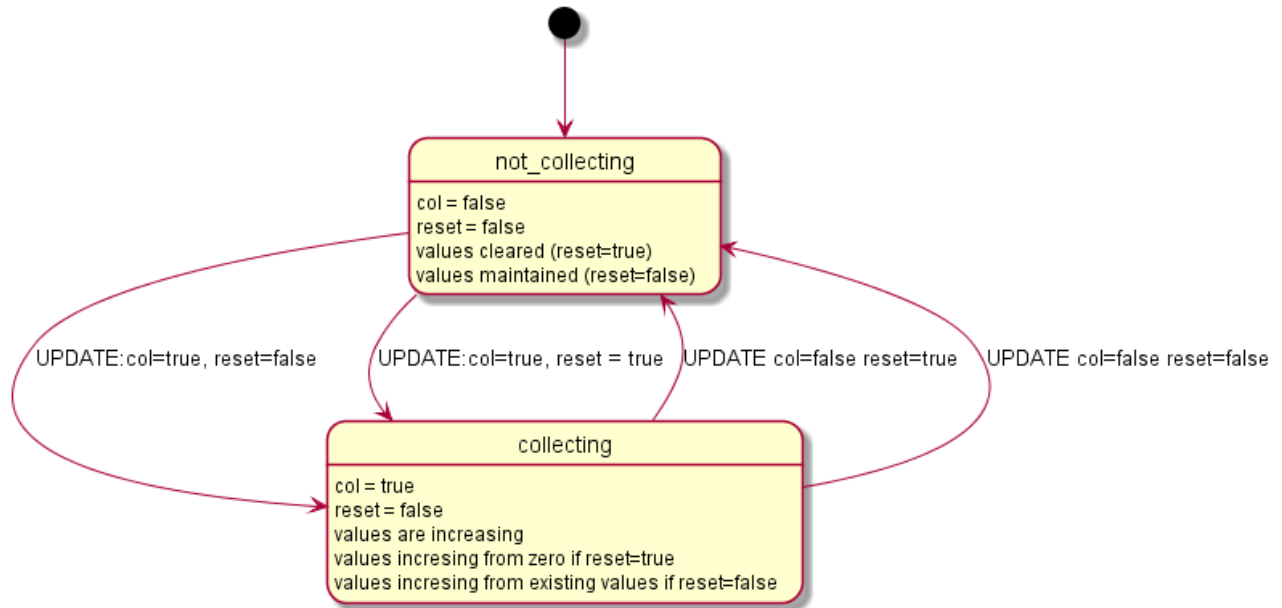 not_collecting
col = false
reset = false
values cleared (reset=true)
values maintained (reset=false)
UPDATE:col=true, reset=false
UPDATE:col=true, reset = true
UPDATE col=false reset=true
UPDATE col=false reset=false
collecting
col = true
reset = false
values are increasing
values incresing from zero if reset=true
values incresing from existing values if reset=false